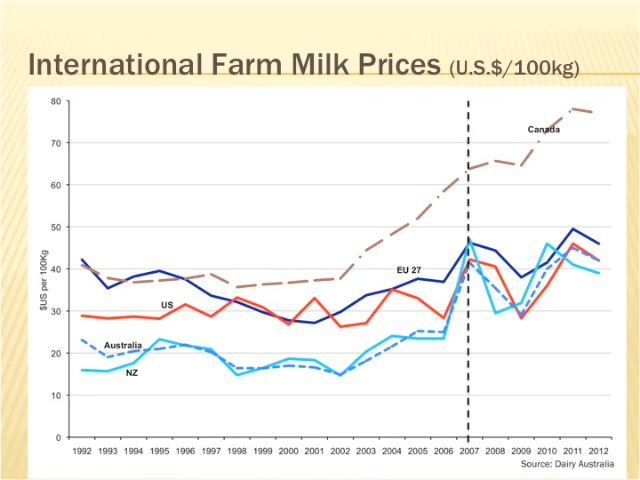 International Farm Milk Prices (U.S.$/100kg)
80
70
60
50
40
30
20
10
0
$US per 100Kg
Canada
EU 27
US
Australia
NZ
1992 1993 1994 1995 1996 1997 1998 1999 2000 2001 2002 2003 2004 2005 2006 2007 2008 2009 2010 2011 2012
Source: Dairy Australia